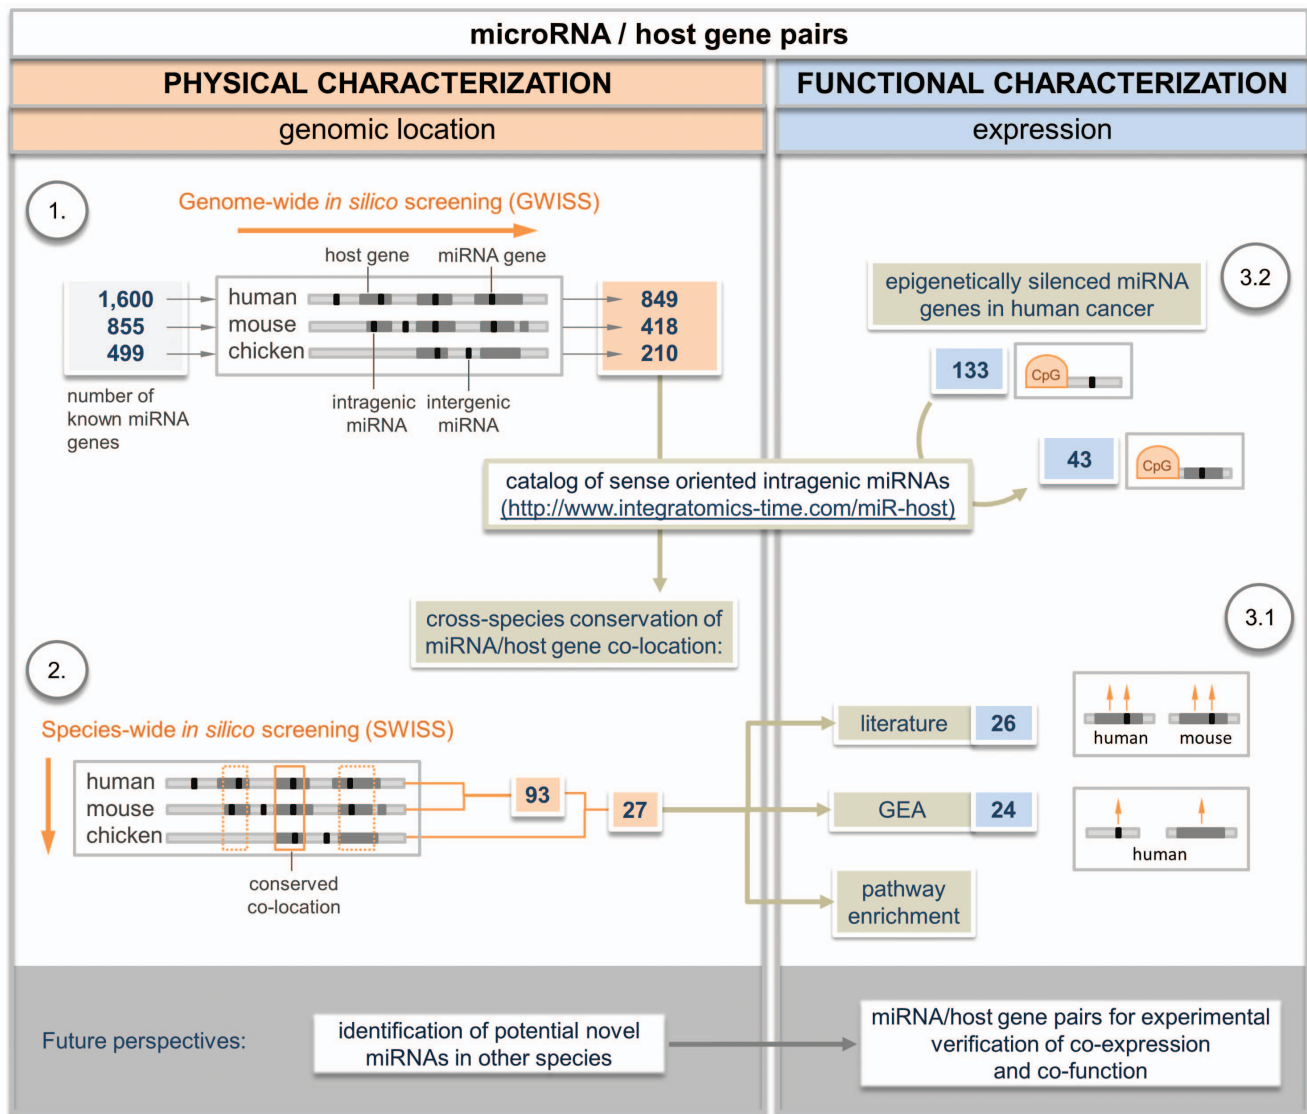 microRNA / host gene pairs
PHYSICAL CHARACTERIZATION
genomic location
FUNCTIONAL CHARACTERIZATION
expression
1.
Genome-wide in silico screening (GWISS)
host gene
miRNA gene
1,600
855
499
human
mouse
chicken
849
418
210
number of
known miRNA
genes
intragenic
miRNA
intergenic
miRNA
3.2
epigenetically silenced miRNA
genes in human cancer
133
CpG
43
CpG
catalog of sense oriented intragenic miRNAs
(http://www.integratomics-time.com/miR-host)
cross-species conservation of
miRNA/host gene co-location:
2.
Species-wide in silico screening (SWISS)
human
mouse
chicken
93
27
conserved
co-location
3.1
literature
26
human
mouse
GEA
24
human
pathway
enrichment
Future perspectives:
identification of potential novel
miRNAs in other species
miRNA/host gene pairs for experimental
verification of co-expression
and co-function